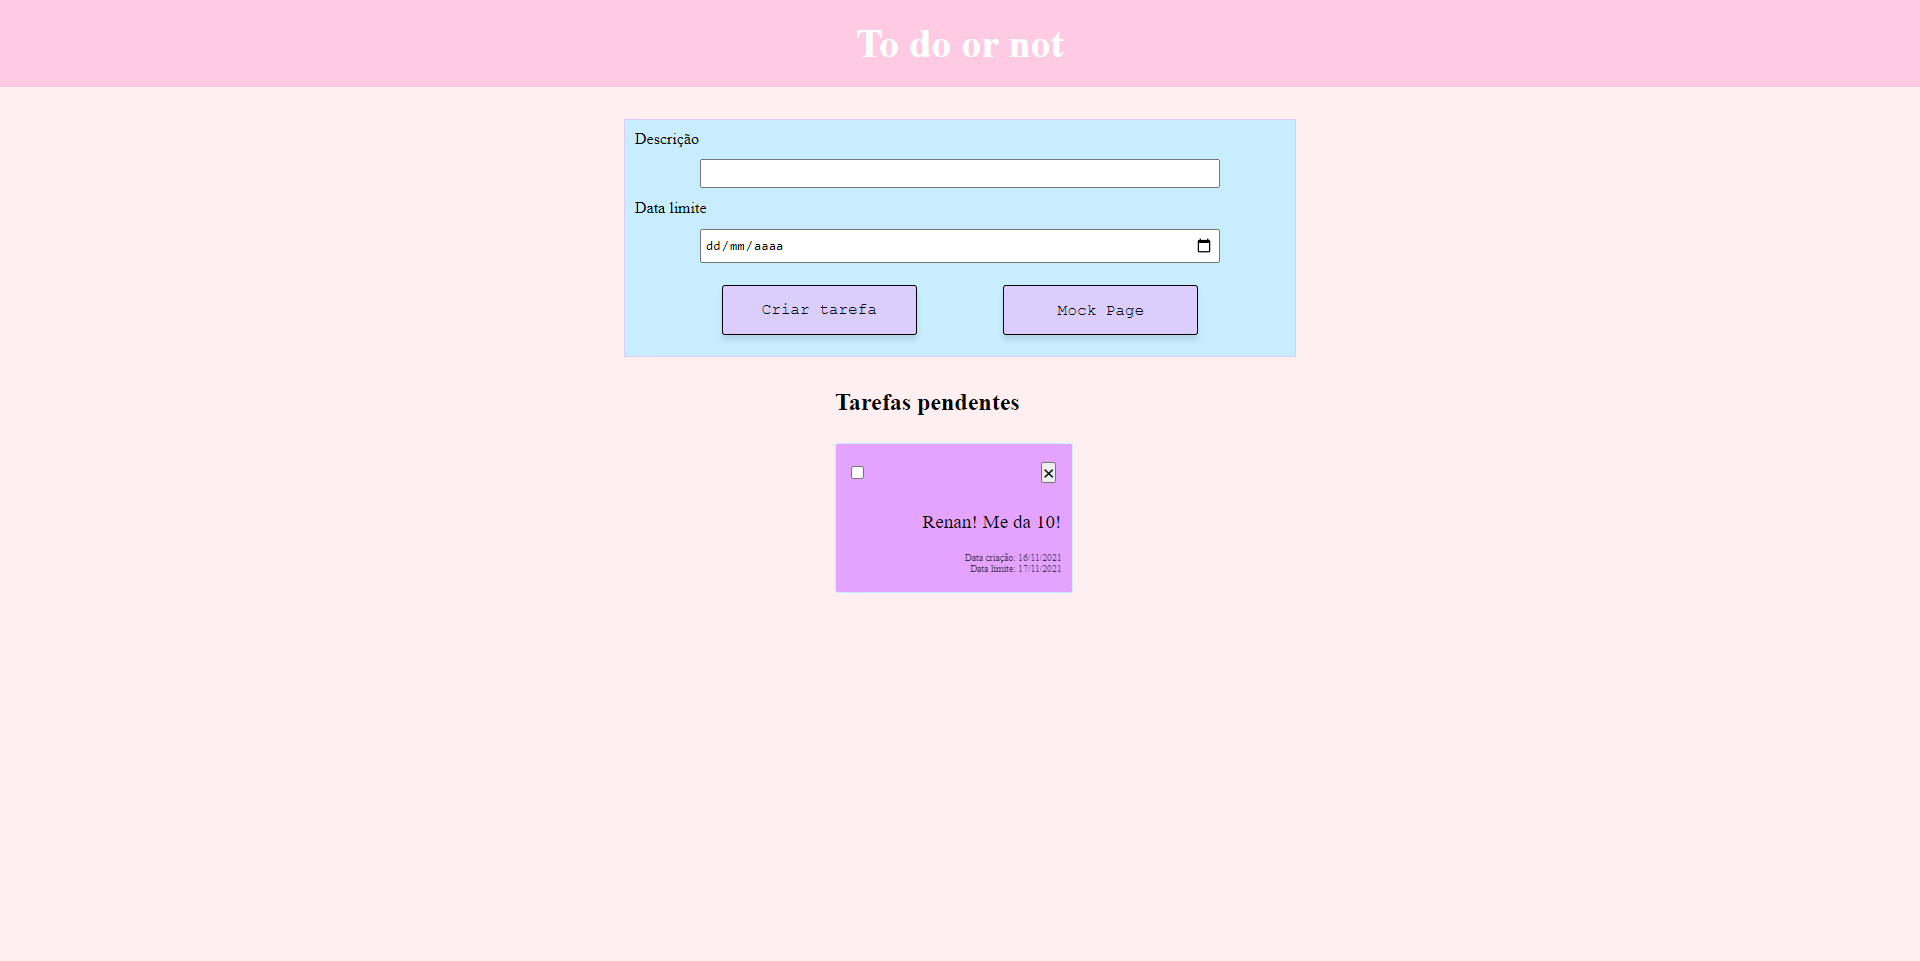 To do or not
Descrição
Data limite
dd/mm/aaaa
Criar tarefa
Mock Page
Tarefas pendentes
Renan! Me da 10!
Data criação: 16/11/2021
Data limite: 17/11/2021